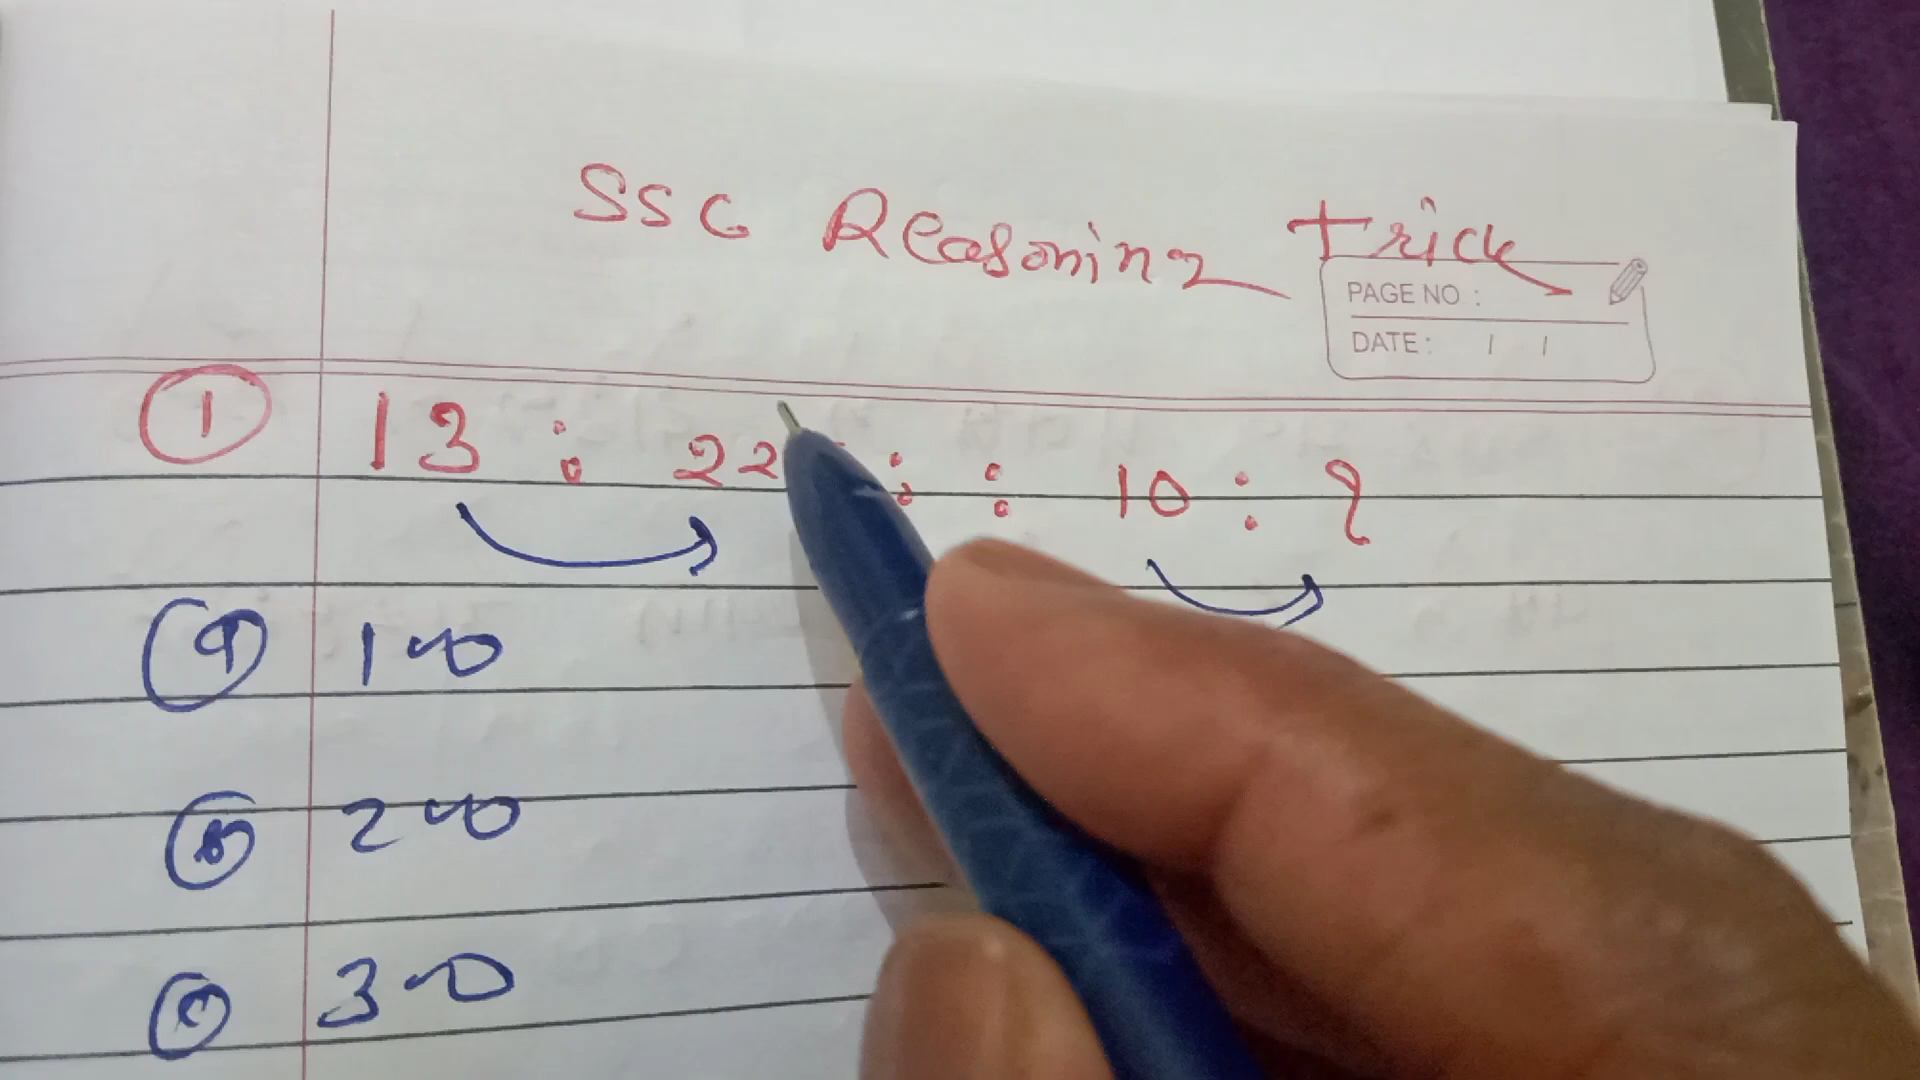 SSC Reasoning Trick
PAGE NO :
DATE: / /
① 13 : 22 : : 10 : ?
100
200
300